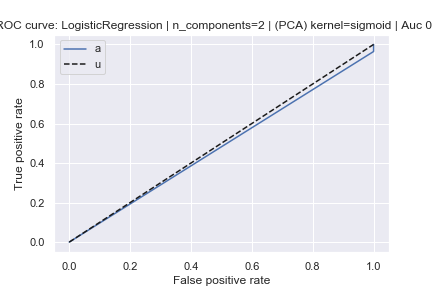 ROC curve: LogisticRegression | n_components=2 | (PCA) kernel=sigmoid | Auc 0
a
u
True positive rate
1.0
0.8
0.6
0.4
0.2
0.0
0.0 0.2 0.4 0.6 0.8 1.0
False positive rate